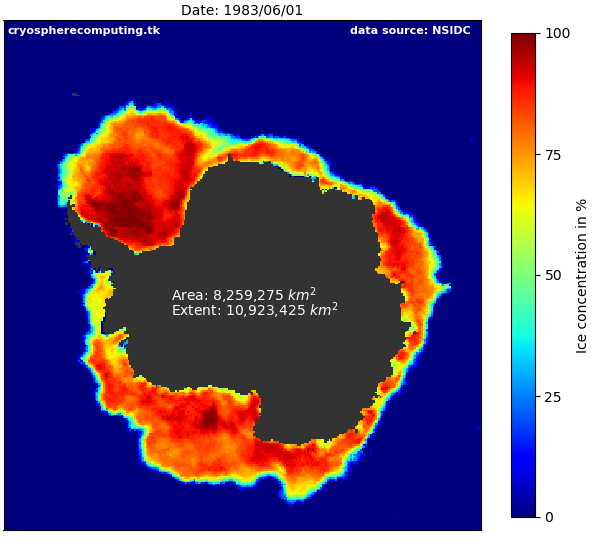 Date: 1983/06/01
cryospherecomputing.tk
data source: NSIDC
Area: 8,259,275 km²
Extent: 10,923,425 km²
100
75
50
25
0
Ice concentration in %